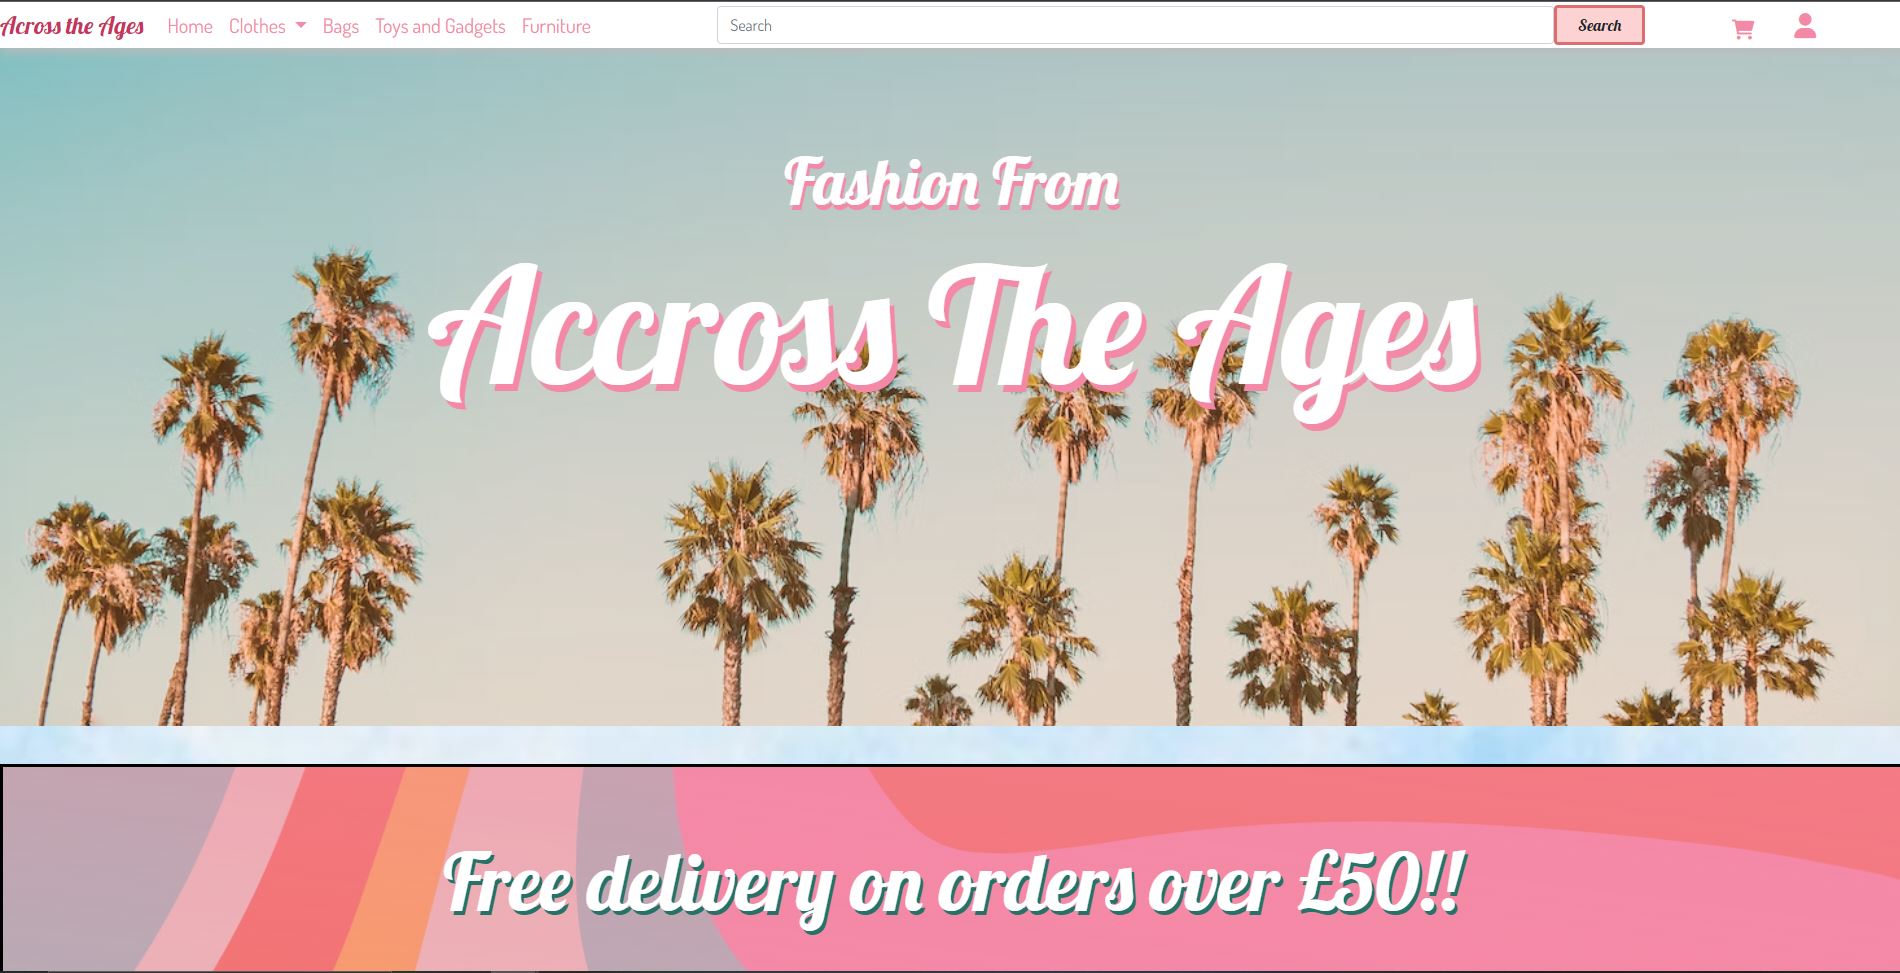 Across the Ages Home Clothes Bags Toys and Gadgets Furniture Search Search
Fashion From
Accross The Ages
Free delivery on orders over £50!!